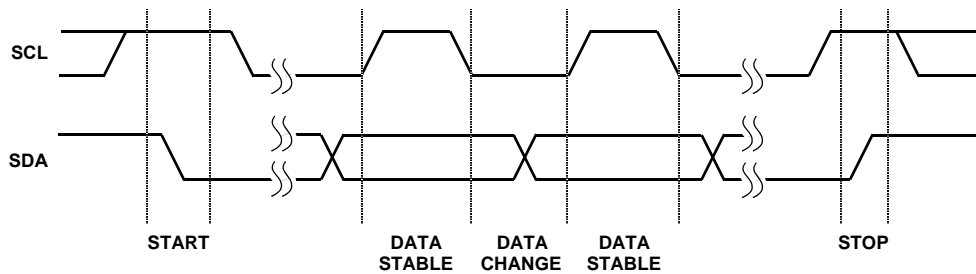 SCL
SDA
START
DATA
STABLE
DATA
CHANGE
DATA
STABLE
STOP